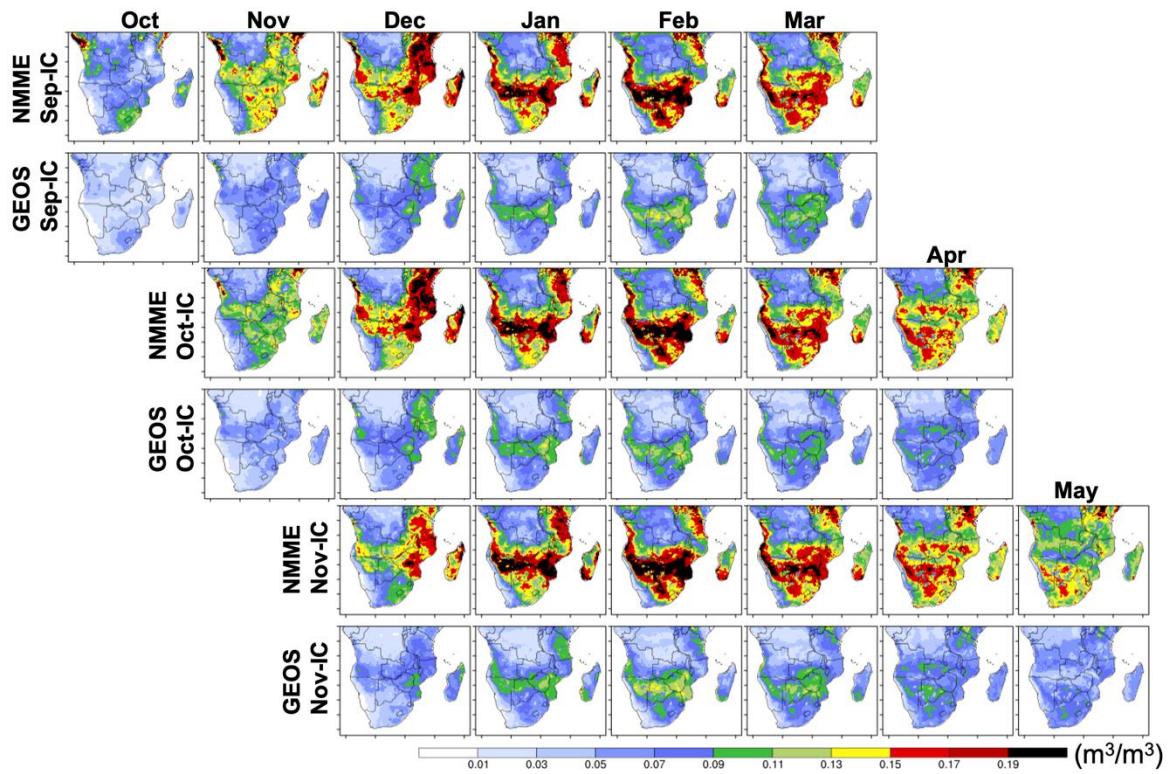 Oct Nov Dec Jan Feb Mar
NMME
Sep-IC
GEOS
Sep-IC
Apr
NMME
Oct-IC
GEOS
Oct-IC
May
NMME
Nov-IC
GEOS
Nov-IC
0.01 0.03 0.05 0.07 0.09 0.11 0.13 0.15 0.17 0.19 (m³/m³)